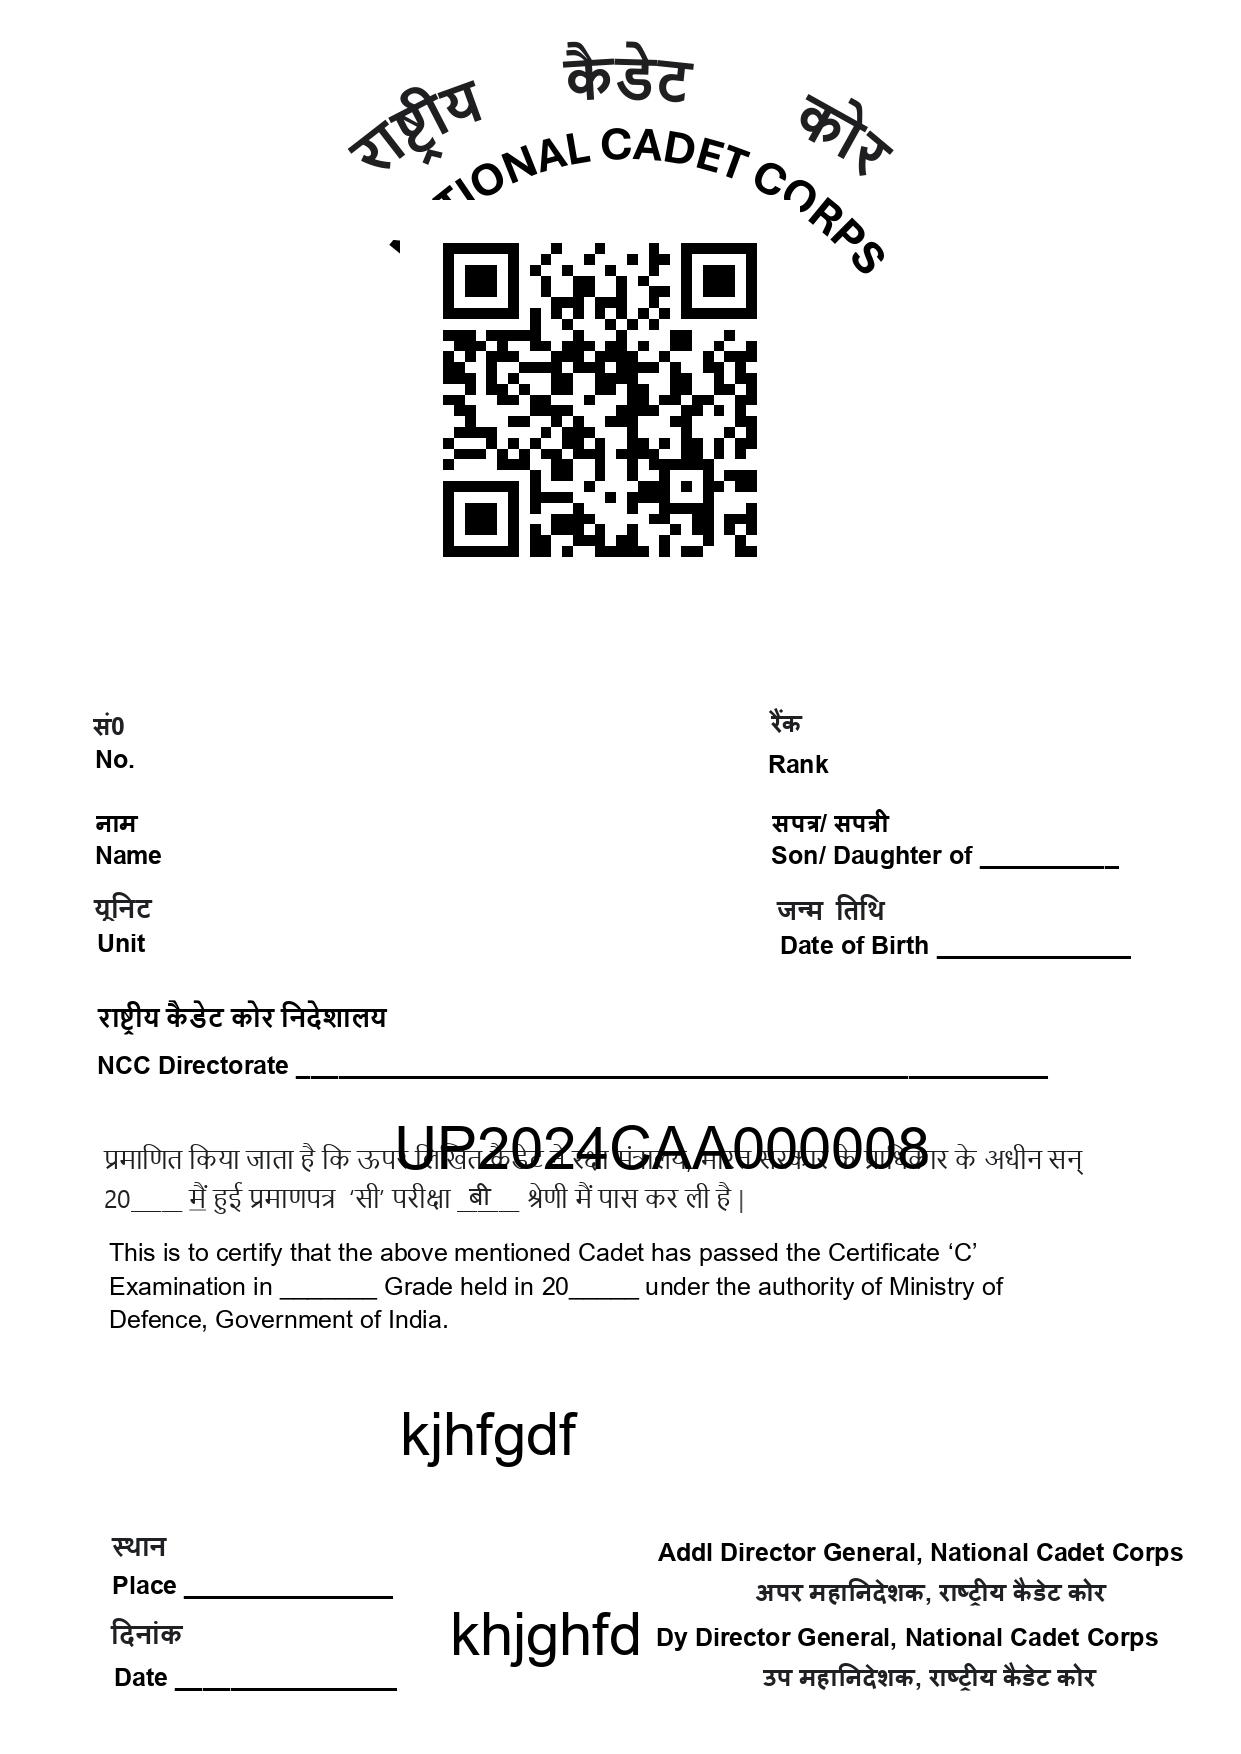 राष्ट्रीय कैडेट कोर
TIONAL CADET CORPS
सं0
No.
रैंक
Rank
नाम
Name
सपत्र/ सपत्री
Son/ Daughter of __________
यूनिट
Unit
जन्म तिथि
Date of Birth ______________
राष्ट्रीय कैडेट कोर निदेशालय
NCC Directorate ______________________________________________________
UP2024CAA000008
प्रमाणित किया जाता है कि ऊपर लिखित कैडेट ने रक्षा मंत्रालय, भारत सरकार के प्राधिकार के अधीन सन्
20____ मैं हुई प्रमाणपत्र ‘सी’ परीक्षा _बी__ श्रेणी मैं पास कर ली है |
This is to certify that the above mentioned Cadet has passed the Certificate ‘C’
Examination in _______ Grade held in 20_____ under the authority of Ministry of
Defence, Government of India.
kjhfgdf
स्थान
Place _______________
Addl Director General, National Cadet Corps
अपर महानिदेशक, राष्ट्रीय कैडेट कोर
दिनांक
khjghfd
Dy Director General, National Cadet Corps
Date ________________
उप महानिदेशक, राष्ट्रीय कैडेट कोर